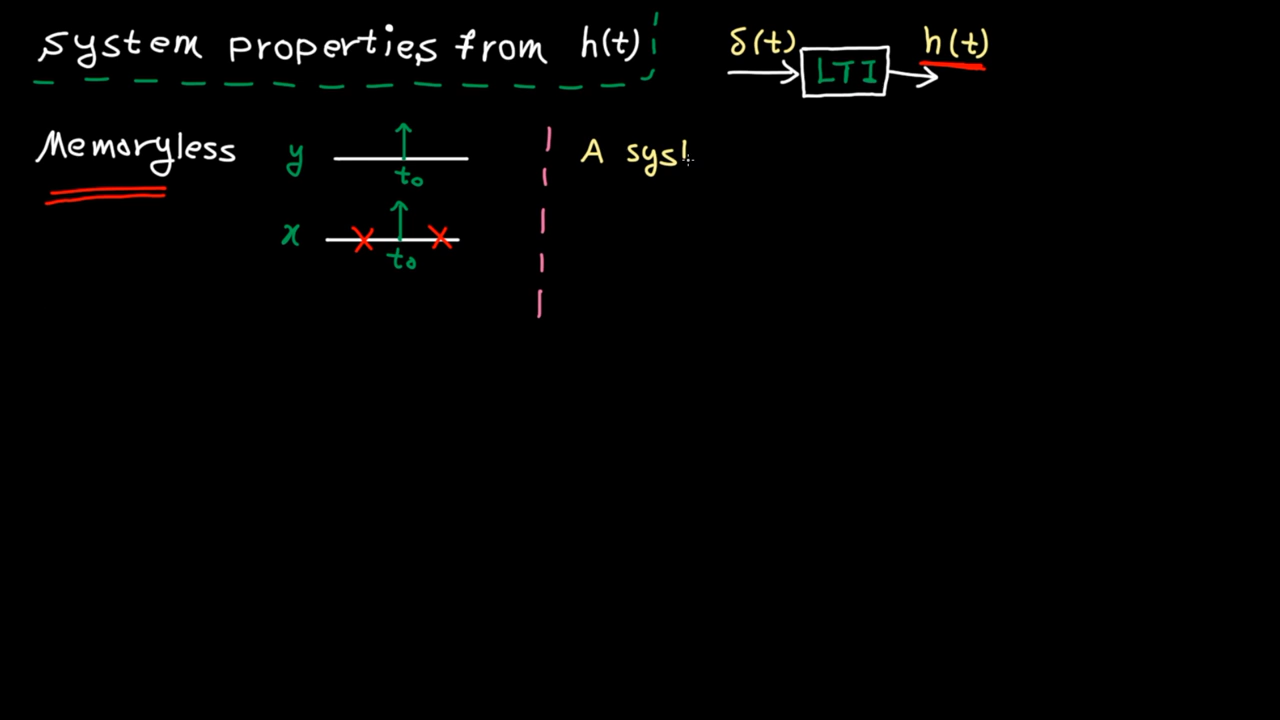 system properties from h(t)
δ(t) LTI h(t)
Memoryless
y
t₀
x
t₀
A sys